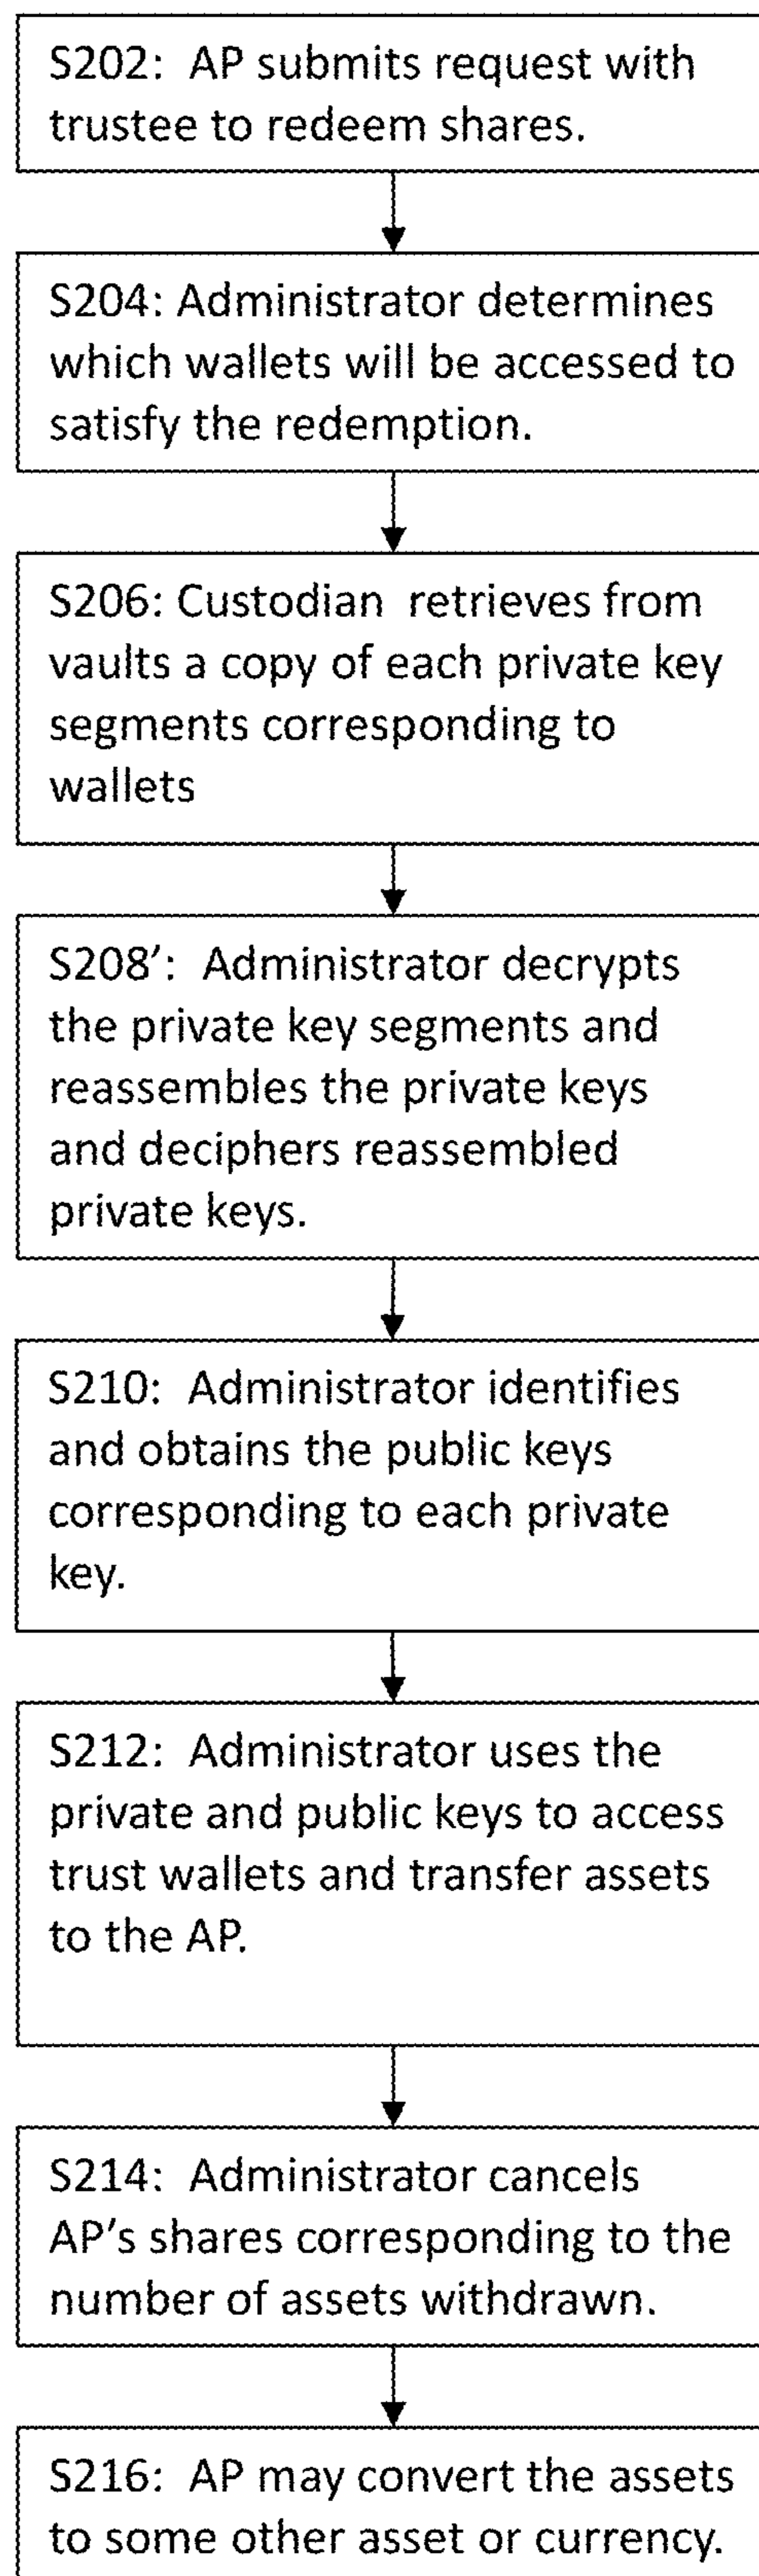 S202:  AP submits request with
trustee to redeem shares.
S204: Administrator determines
which wallets will be accessed to
satisfy the redemption.
S206: Custodian  retrieves from
vaults a copy of each private key
segments corresponding to
wallets
S208’:  Administrator decrypts
the private key segments and
reassembles the private keys
and deciphers reassembled
private keys.
S210:  Administrator identifies
and obtains the public keys
corresponding to each private
key.
S212:  Administrator uses the
private and public keys to access
trust wallets and transfer assets
to the AP.
S214:  Administrator cancels
AP’s shares corresponding to the
number of assets withdrawn.
S216:  AP may convert the assets
to some other asset or currency.